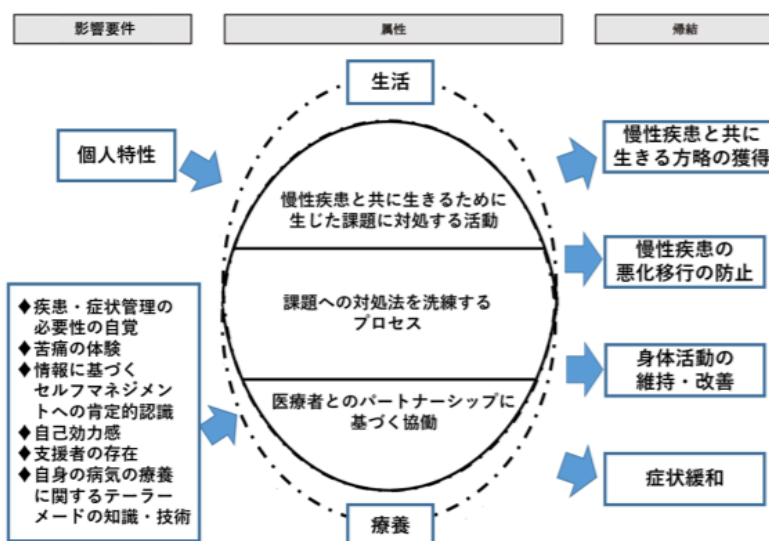 影響要件
属性
帰結
生活
個人特性
慢性疾患と共に
生きる方略の獲得
慢性疾患と共に生きるために
生じた課題に対処する活動
慢性疾患の
悪化移行の防止
◆疾患・症状管理の
必要性の自覚
◆苦痛の体験
◆情報に基づく
セルフマネジメン
トへの肯定的認識
◆自己効力感
◆支援者の存在
◆自身の病気の療養
に関するテーラー
メードの知識・技術
課題への対処法を洗練する
プロセス
身体活動の
維持・改善
医療者とのパートナーシップに
基づく協働
症状緩和
療養